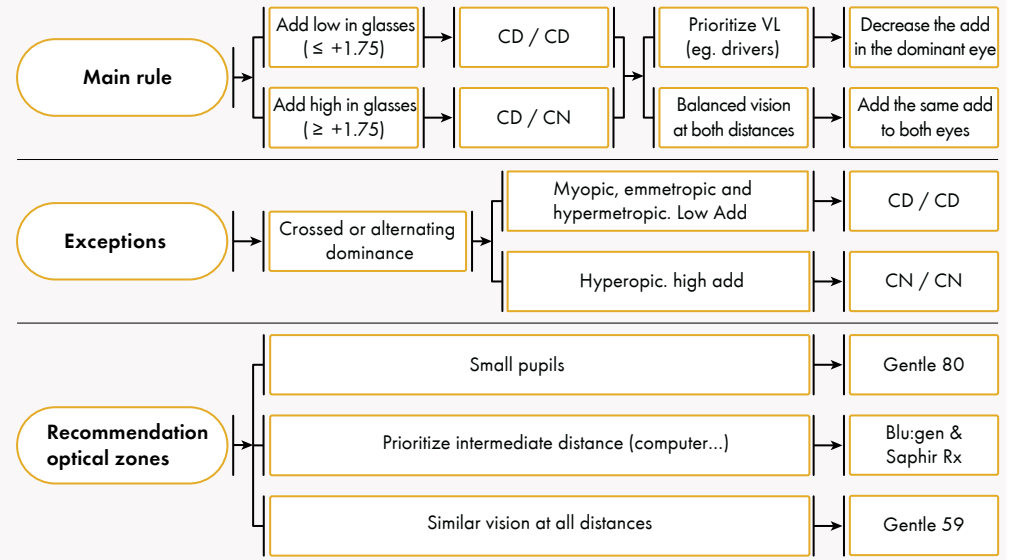 Main rule
Add low in glasses
( ≤ +1.75)
CD / CD
Prioritize VL
(eg. drivers)
Decrease the add
in the dominant eye
Add high in glasses
( ≥ +1.75)
CD / CN
Balanced vision
at both distances
Add the same add
to both eyes
Exceptions
Crossed or alternating
dominance
Myopic, emmetropic and
hypermetropic. Low Add
CD / CD
Hyperopic. high add
CN / CN
Recommendation
optical zones
Small pupils
Gentle 80
Prioritize intermediate distance (computer...)
Blu:gen &
Saphir Rx
Similar vision at all distances
Gentle 59